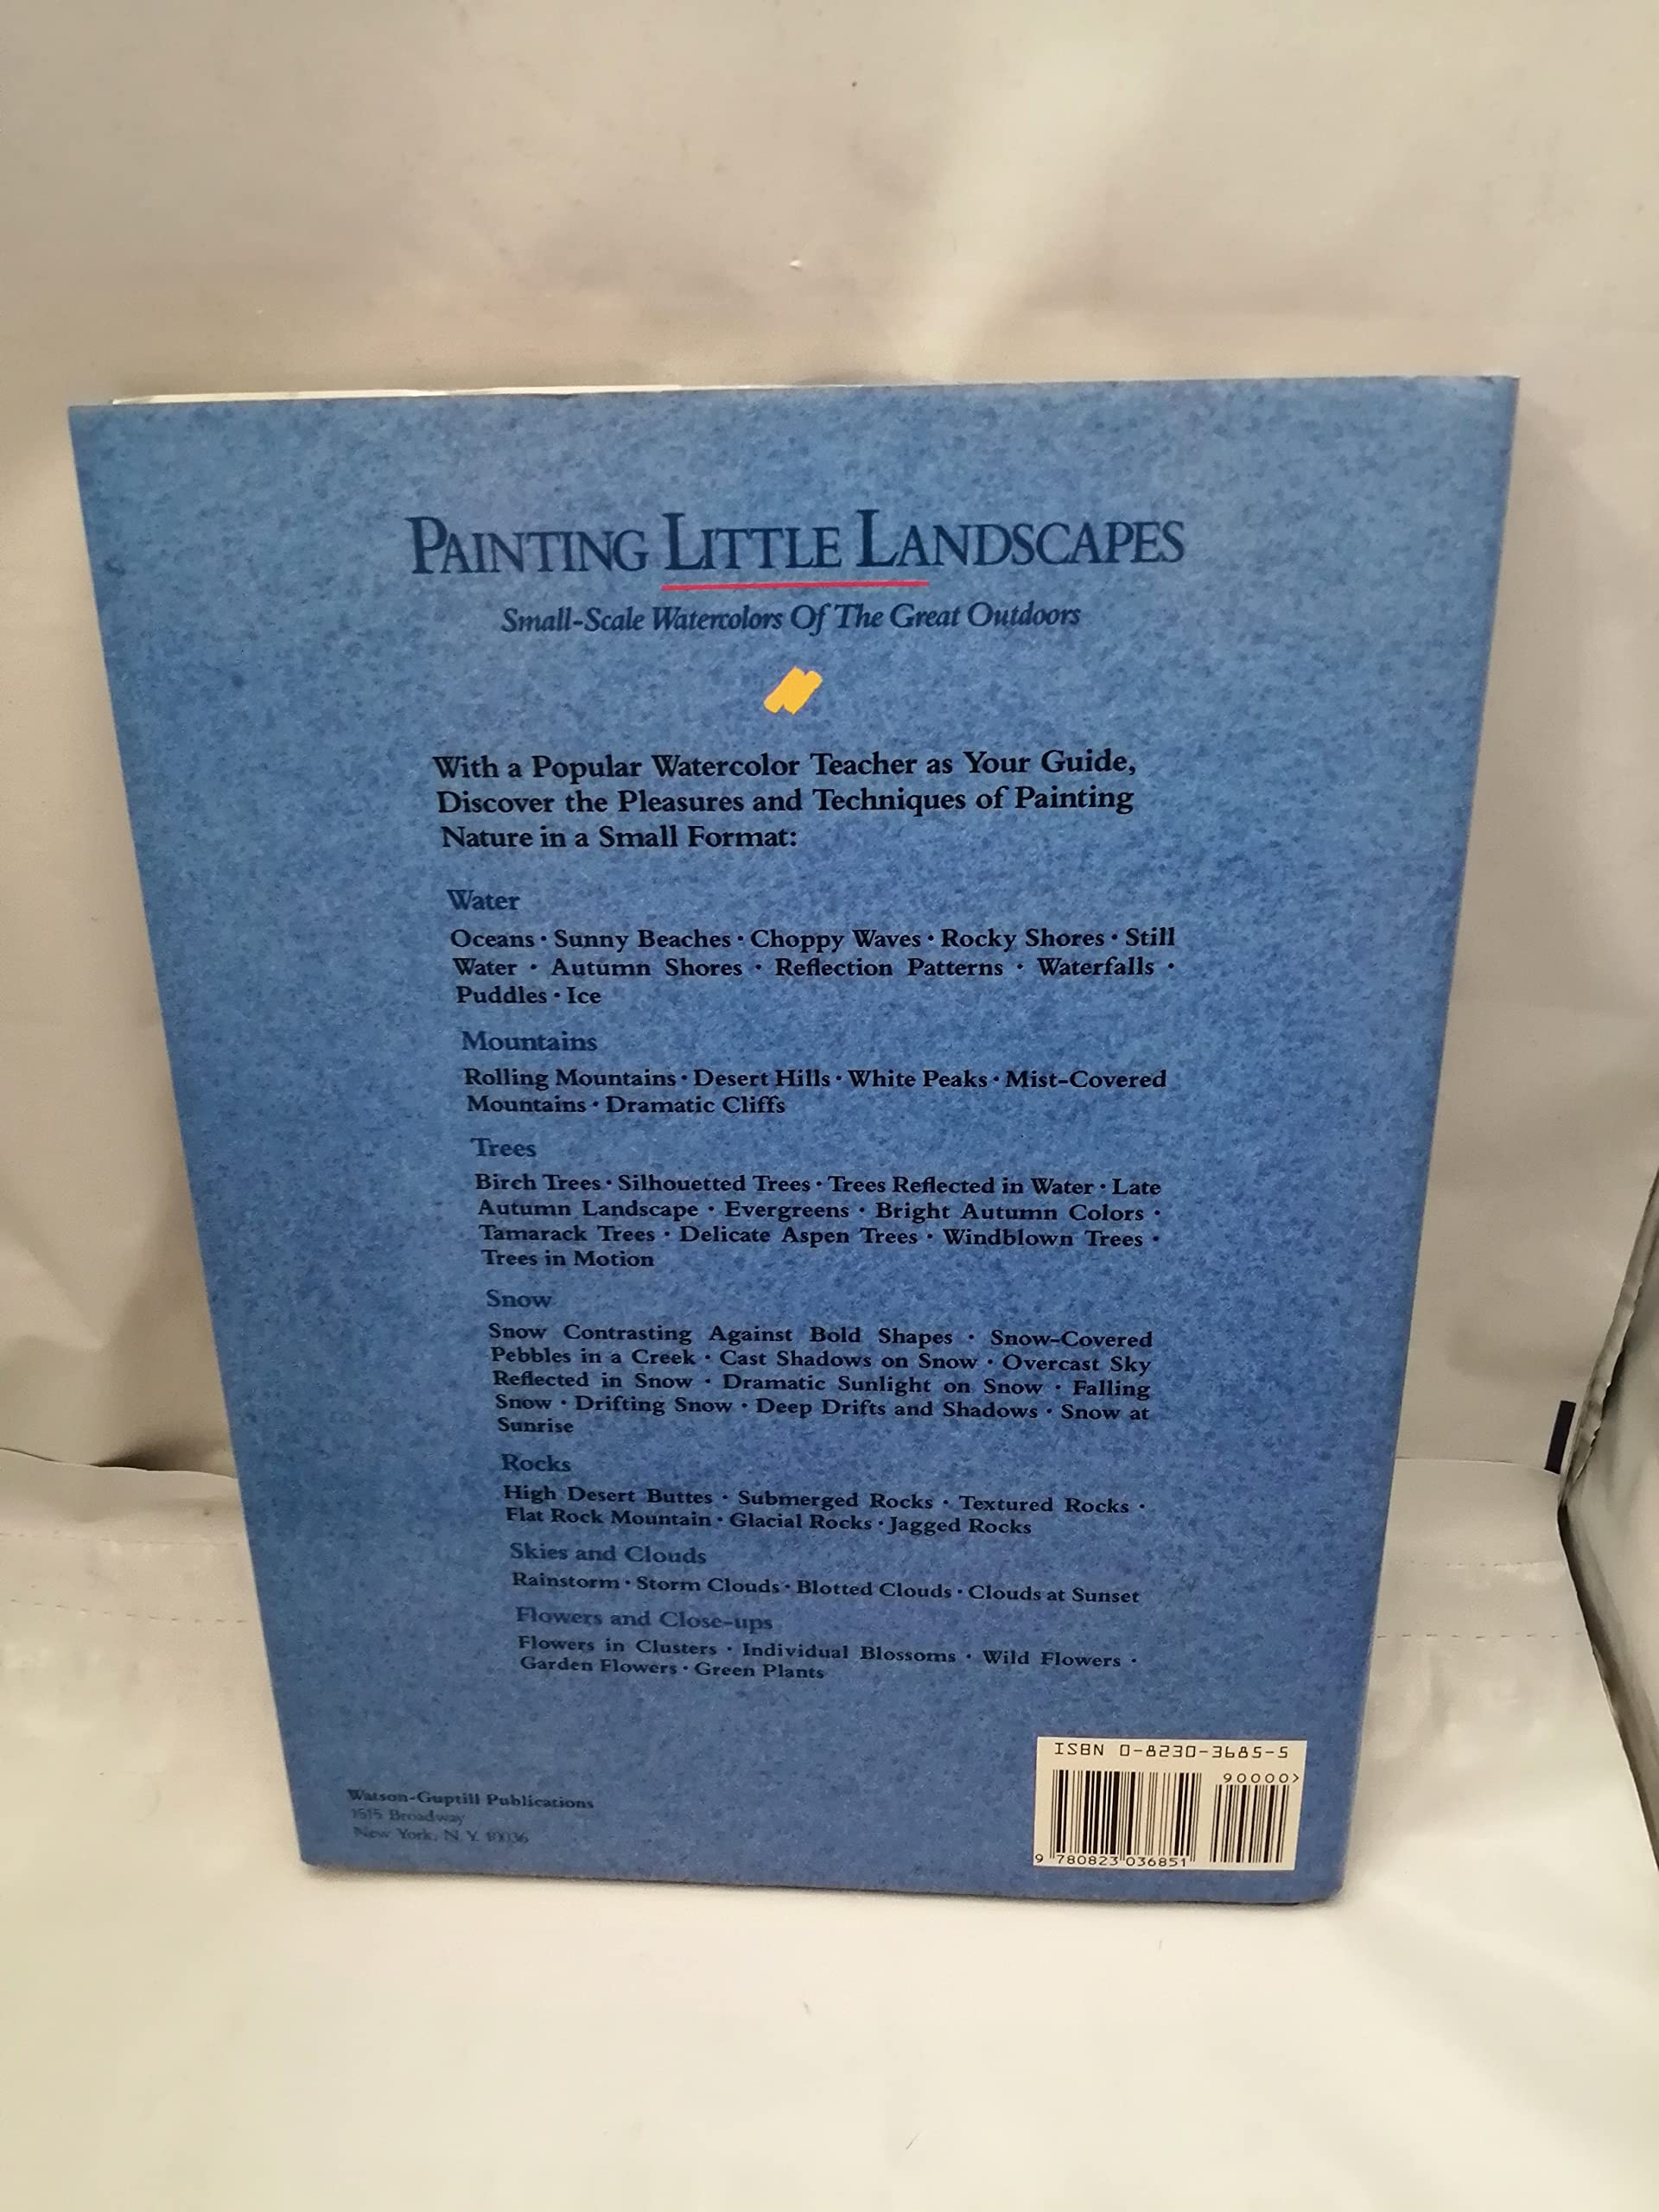 PAINTING LITTLE LANDSCAPES
Small-Scale Watercolors Of The Great Outdoors
With a Popular Watercolor Teacher as Your Guide,
Discover the Pleasures and Techniques of Painting
Nature in a Small Format:
Water
Oceans · Sunny Beaches · Choppy Waves · Rocky Shores · Still
Water · Autumn Shores · Reflection Patterns · Waterfalls ·
Puddles · Ice
Mountains
Rolling Mountains · Desert Hills · White Peaks · Mist-Covered
Mountains · Dramatic Cliffs
Trees
Birch Trees · Silhouetted Trees · Trees Reflected in Water · Late
Autumn Landscape · Evergreens · Bright Autumn Colors ·
Tamarack Trees · Delicate Aspen Trees · Windblown Trees ·
Trees in Motion
Snow
Snow Contrasting Against Bold Shapes · Snow-Covered
Pebbles in a Creek · Cast Shadows on Snow · Overcast Sky
Reflected in Snow · Dramatic Sunlight on Snow · Falling
Snow · Drifting Snow · Deep Drifts and Shadows · Snow at
Sunrise
Rocks
High Desert Buttes · Submerged Rocks · Textured Rocks ·
Flat Rock Mountain · Glacial Rocks · Jagged Rocks
Skies and Clouds
Rainstorm · Storm Clouds · Blotted Clouds · Clouds at Sunset
Flowers and Close-ups
Flowers in Clusters · Individual Blossoms · Wild Flowers ·
Garden Flowers · Green Plants
Watson-Guptill Publications
1515 Broadway
New York, N.Y. 10036
ISBN 0-8230-3685-5
90000>
9 780823 036851